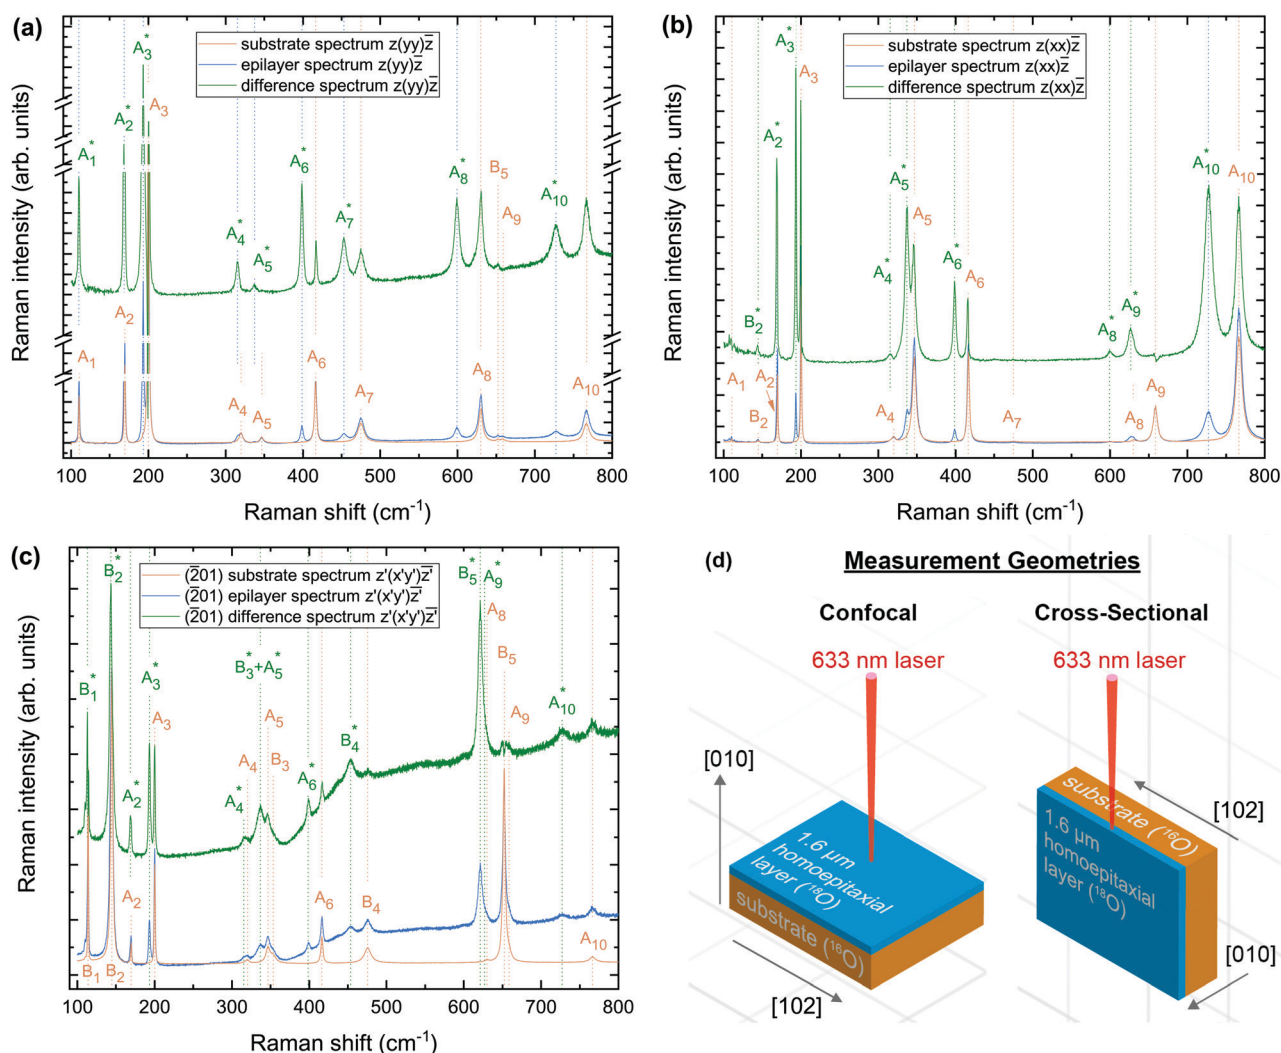 (a)
substrate spectrum z(yy)z̅
epilayer spectrum z(yy)z̅
difference spectrum z(yy)z̅
A₃*
A₃
A₂*
A₁*
A₆*
A₈*
B₅
A₉
A₁₀*
A₄*
A₅*
A₇*
A₂
A₁
A₄
A₅
A₆
A₇
A₈
A₁₀
Raman intensity (arb. units)
100 200 300 400 500 600 700 800
Raman shift (cm⁻¹)
(b)
substrate spectrum z(xx)z̅
epilayer spectrum z(xx)z̅
difference spectrum z(xx)z̅
A₃*
A₃
A₂*
A₅*
A₅
A₁₀*
A₁₀
A₄*
A₆*
A₆
B₂*
A₈*
A₉*
A₁
A₂
B₂
A₄
A₇
A₈
A₉
Raman intensity (arb. units)
100 200 300 400 500 600 700 800
Raman shift (cm⁻¹)
(c)
(2̅01) substrate spectrum z'(x'y')z̅'
(2̅01) epilayer spectrum z'(x'y')z̅'
(2̅01) difference spectrum z'(x'y')z̅'
B₂*
B₅*
A₉*
A₈
B₅
A₉
B₁*
A₃*
A₃
B₃*+A₅*
A₅
A₄
B₃
B₄*
A₁₀*
A₂*
A₄*
A₆*
A₂
A₆
B₄
A₁₀
B₁
B₂
Raman intensity (arb. units)
100 200 300 400 500 600 700 800
Raman shift (cm⁻¹)
(d)
Measurement Geometries
Confocal
633 nm laser
[010]
1.6 μm
homoepitaxial
layer (¹⁸O)
substrate (¹⁶O)
[102]
Cross-Sectional
633 nm laser
substrate (¹⁶O)
[102]
1.6 μm
homoepitaxial
layer (¹⁸O)
[010]